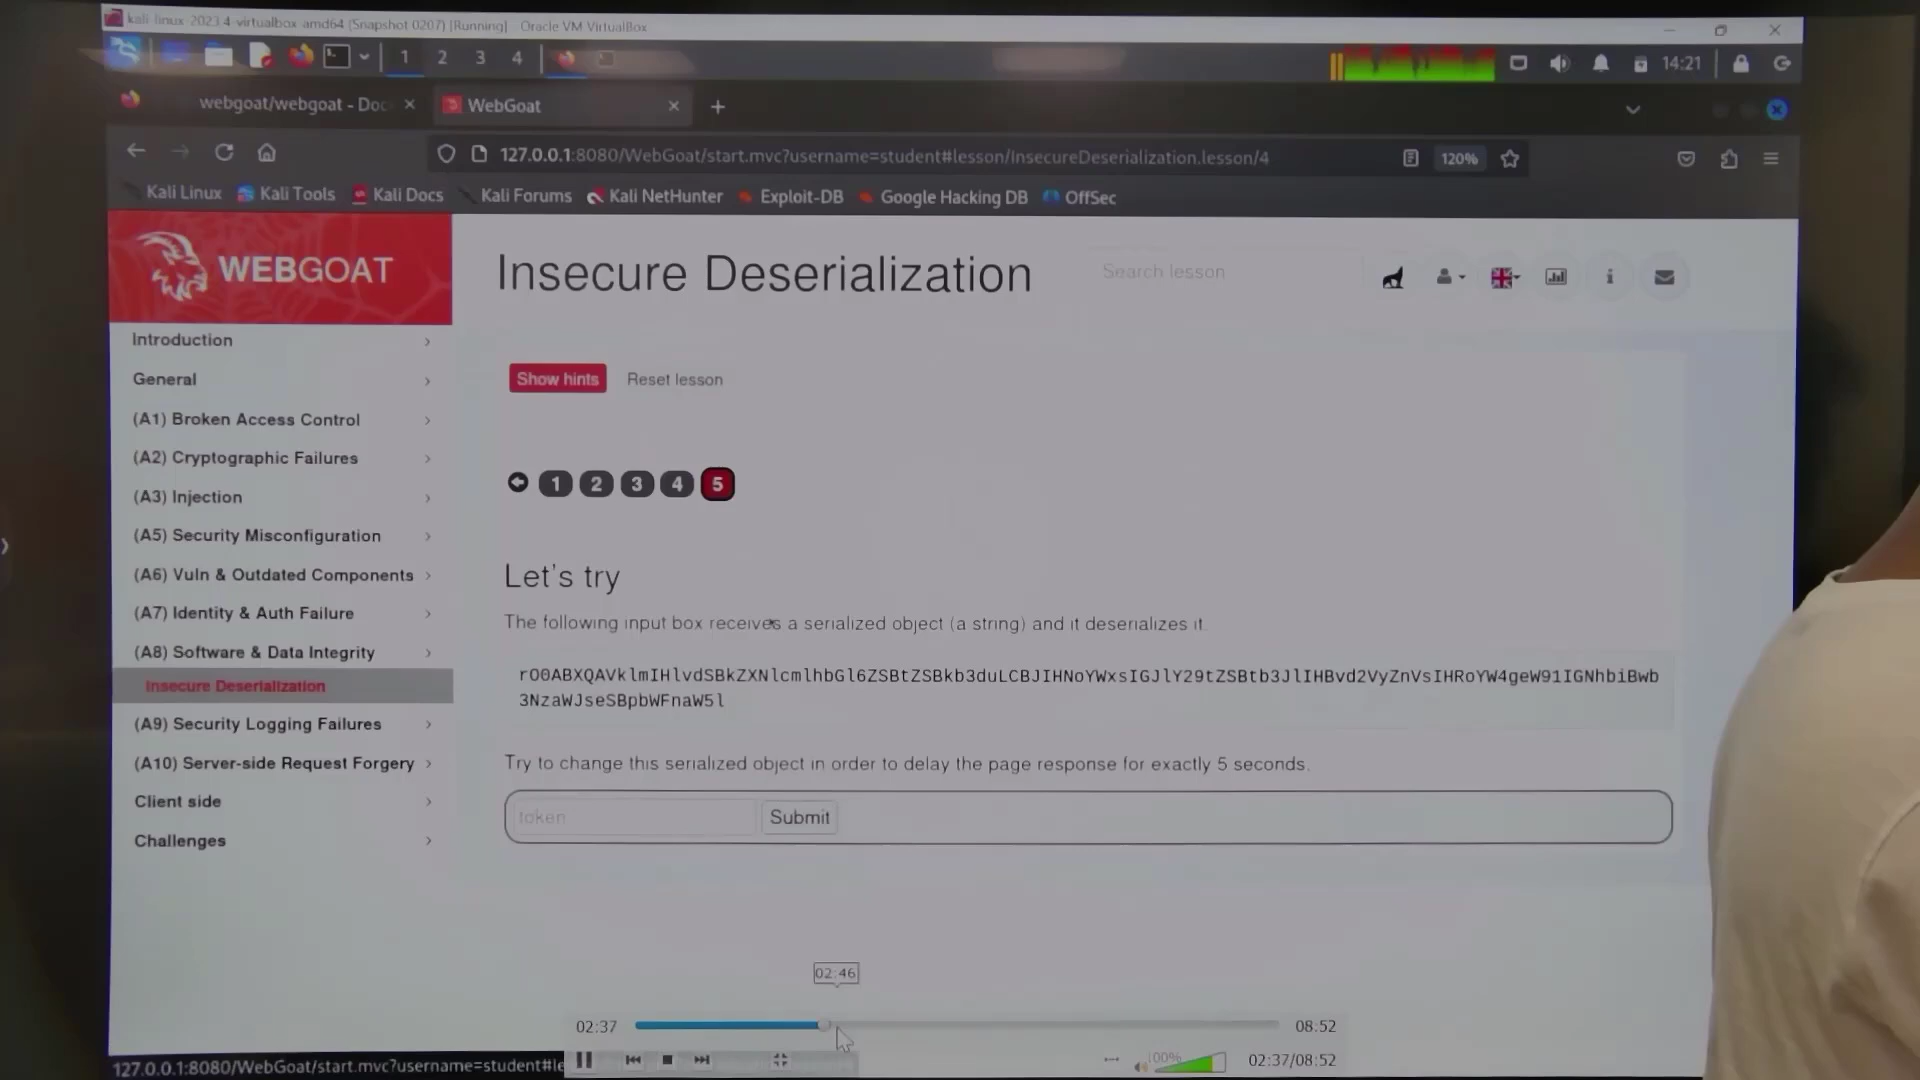 kali-linux-2023.4-virtualbox-amd64 (Snapshot 0207) [Running] - Oracle VM VirtualBox
1 2 3 4
14:21
webgoat/webgoat - Doc
WebGoat
127.0.0.1:8080/WebGoat/start.mvc?username=student#lesson/InsecureDeserialization.lesson/4
120%
Kali Linux
Kali Tools
Kali Docs
Kali Forums
Kali NetHunter
Exploit-DB
Google Hacking DB
OffSec
WEBGOAT
Insecure Deserialization
Search lesson
Introduction
General
(A1) Broken Access Control
(A2) Cryptographic Failures
(A3) Injection
(A5) Security Misconfiguration
(A6) Vuln & Outdated Components
(A7) Identity & Auth Failure
(A8) Software & Data Integrity
Insecure Deserialization
(A9) Security Logging Failures
(A10) Server-side Request Forgery
Client side
Challenges
Show hints
Reset lesson
1 2 3 4 5
Let's try
The following input box receives a serialized object (a string) and it deserializes it.
rO0ABXQAVklmIHlvdSBkZXNlcmlhbGl6ZSBtZSBkb3duLCBJIHNoYWxsIGJlY29tZSBtb3JlIHBvd2VyZnVsIHRoYW4geW91IGNhbiBwb
3NzaWJseSBpbWFnaW5l
Try to change this serialized object in order to delay the page response for exactly 5 seconds.
token
Submit
02:46
02:37
08:52
127.0.0.1:8080/WebGoat/start.mvc?username=student#le
100%
02:37/08:52